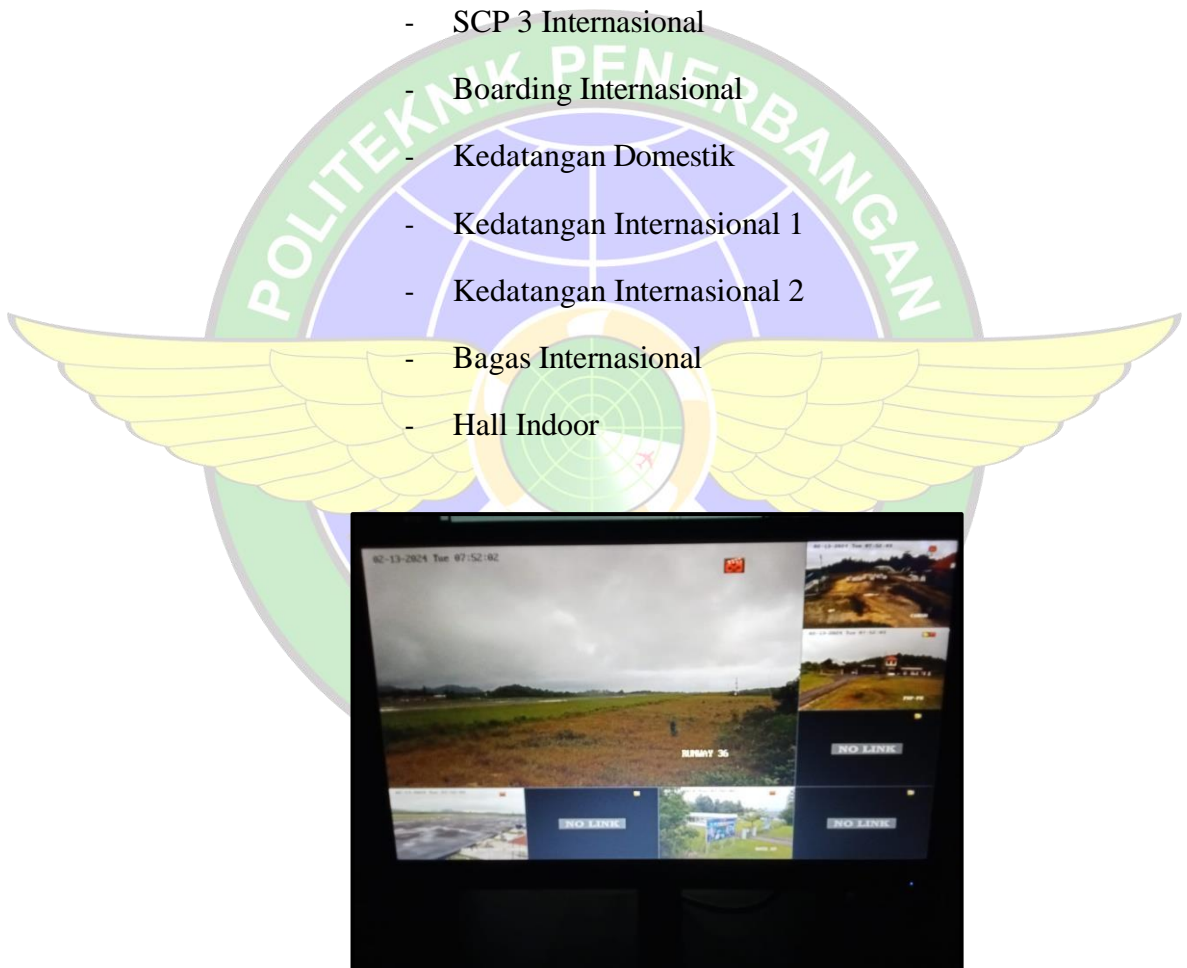 - SCP 3 Internasional
- Boarding Internasional
- Kedatangan Domestik
- Kedatangan Internasional 1
- Kedatangan Internasional 2
- Bagas Internasional
- Hall Indoor
POLITEKNIK PENERBANGAN
02-13-2024 Tue 07:52:02
RUNWAY 36
NO LINK
NO LINK
NO LINK